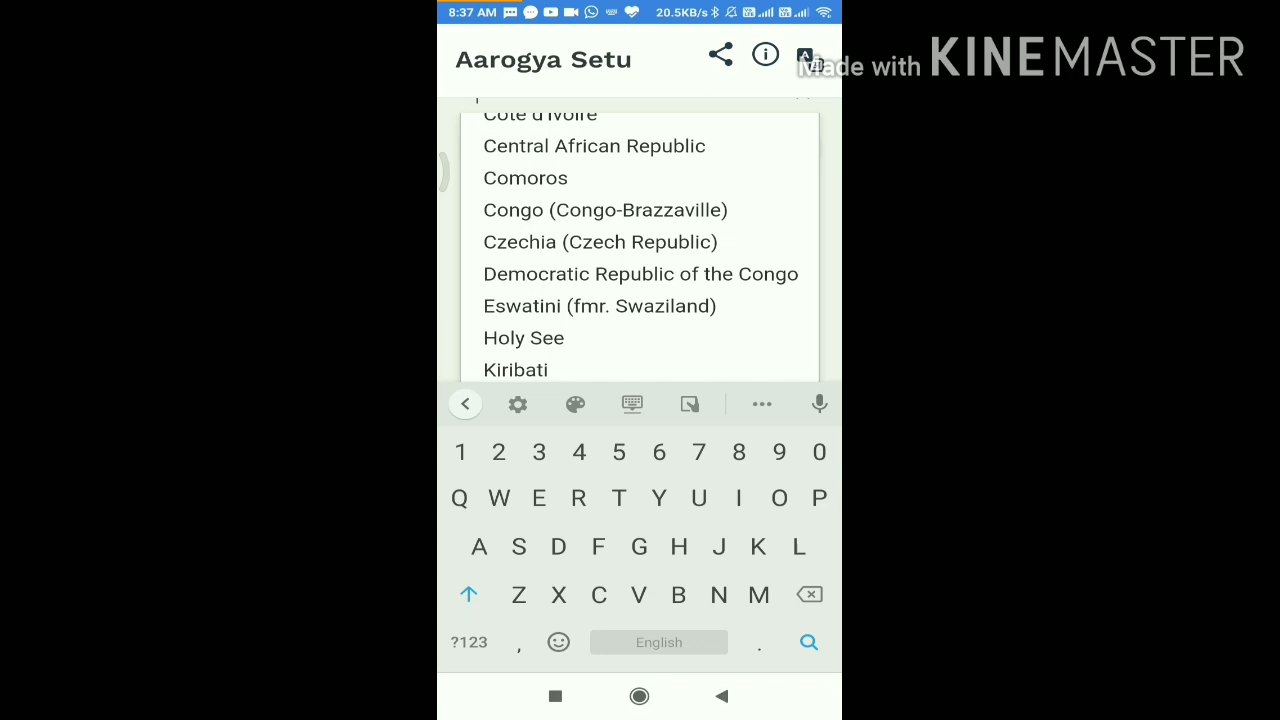 8:37 AM 20.5KB/s
Aarogya Setu
Made with KINEMASTER
Côte d'Ivoire
Central African Republic
Comoros
Congo (Congo-Brazzaville)
Czechia (Czech Republic)
Democratic Republic of the Congo
Eswatini (fmr. Swaziland)
Holy See
Kiribati
1 2 3 4 5 6 7 8 9 0
Q W E R T Y U I O P
A S D F G H J K L
Z X C V B N M
?123 , English .